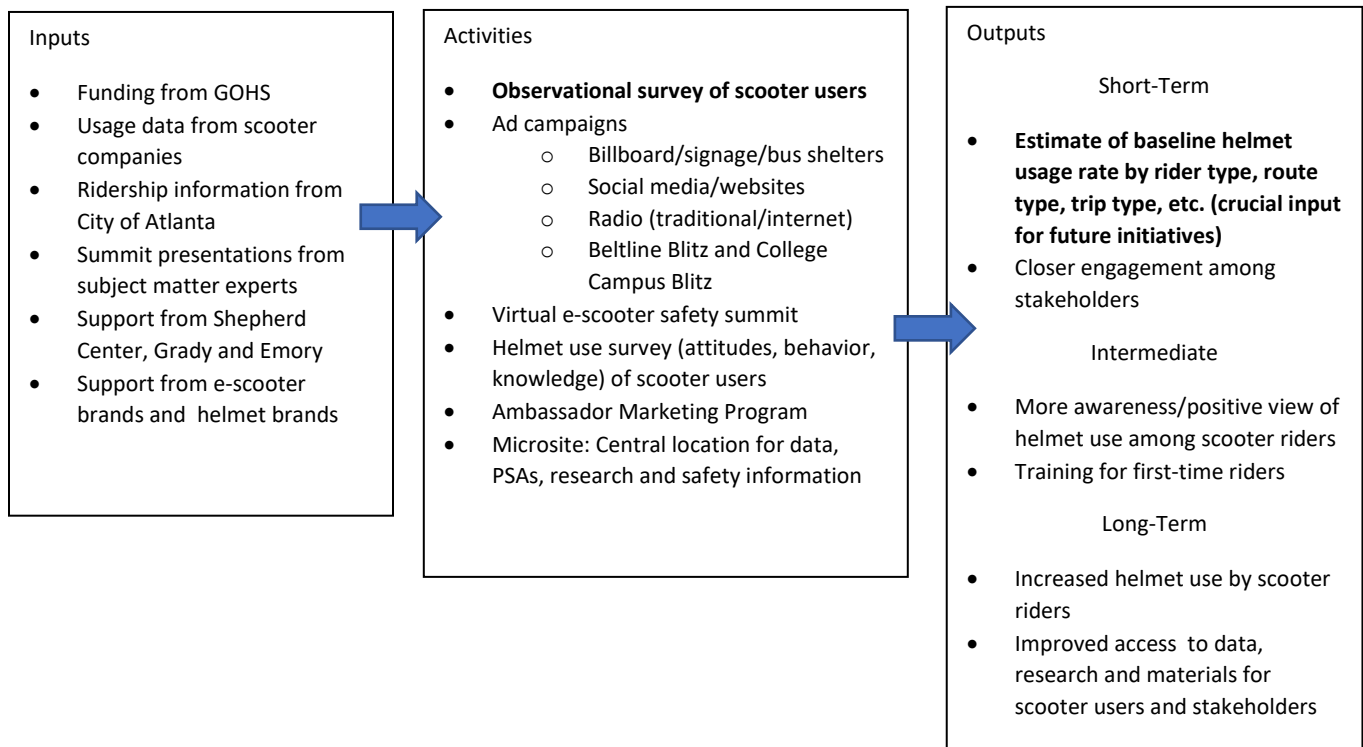 Inputs
• Funding from GOHS
• Usage data from scooter
companies
• Ridership information from
City of Atlanta
• Summit presentations from
subject matter experts
• Support from Shepherd
Center, Grady and Emory
• Support from e-scooter
brands and helmet brands
Activities
• Observational survey of scooter users
• Ad campaigns
o Billboard/signage/bus shelters
o Social media/websites
o Radio (traditional/internet)
o Beltline Blitz and College
Campus Blitz
• Virtual e-scooter safety summit
• Helmet use survey (attitudes, behavior,
knowledge) of scooter users
• Ambassador Marketing Program
• Microsite: Central location for data,
PSAs, research and safety information
Outputs
Short-Term
• Estimate of baseline helmet
usage rate by rider type, route
type, trip type, etc. (crucial input
for future initiatives)
• Closer engagement among
stakeholders
Intermediate
• More awareness/positive view of
helmet use among scooter riders
• Training for first-time riders
Long-Term
• Increased helmet use by scooter
riders
• Improved access to data,
research and materials for
scooter users and stakeholders